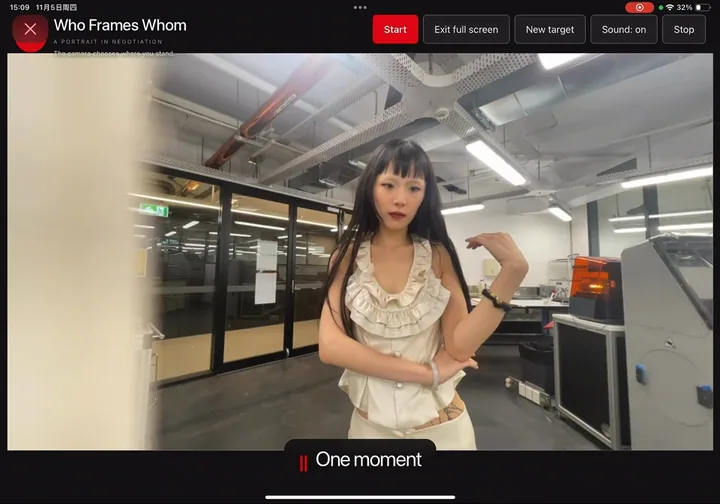 15:09 11月5日周四
32%
Who Frames Whom
A PORTRAIT IN NEGOTIATION
The camera chooses where you stand.
Start
Exit full screen
New target
Sound: on
Stop
EXIT
One moment